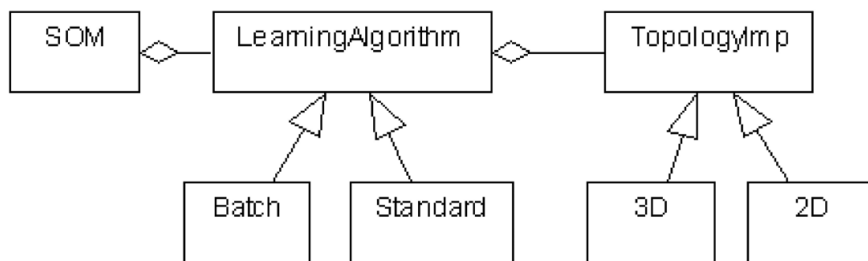 SOM
LearningAlgorithm
TopologyImp
Batch
Standard
3D
2D